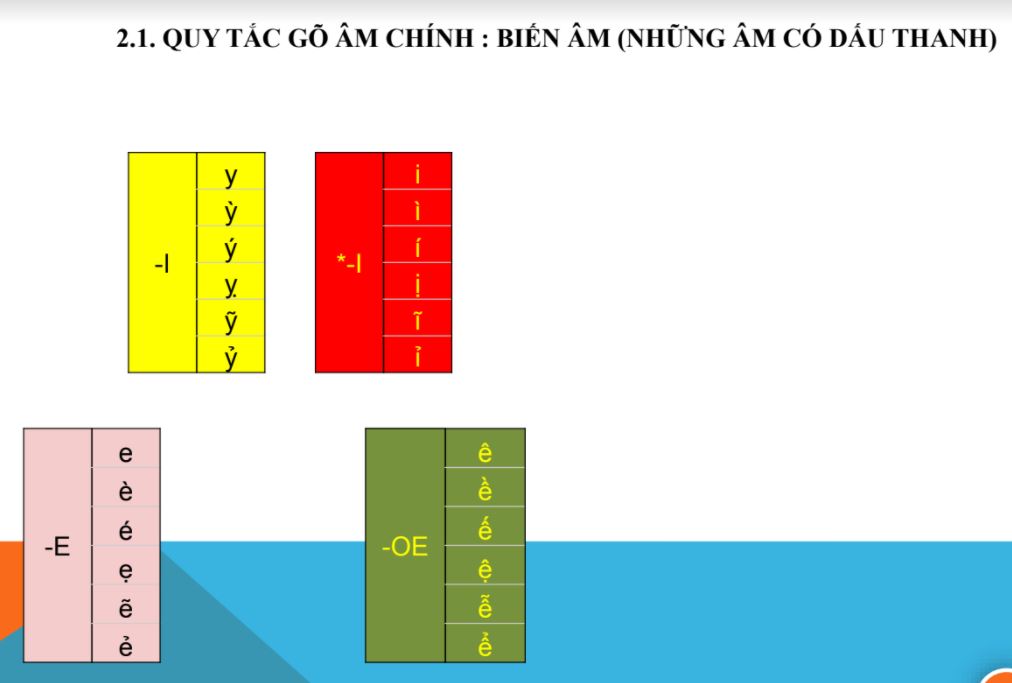 2.1. QUY TẮC GÕ ÂM CHÍNH : BIẾN ÂM (NHỮNG ÂM CÓ DẤU THANH)
-I
y
ỳ
ý
ỵ
ỹ
ỷ
*-I
i
ì
í
ị
ĩ
ỉ
-E
e
è
é
ẹ
ẽ
ẻ
-OE
ê
ề
ế
ệ
ễ
ể